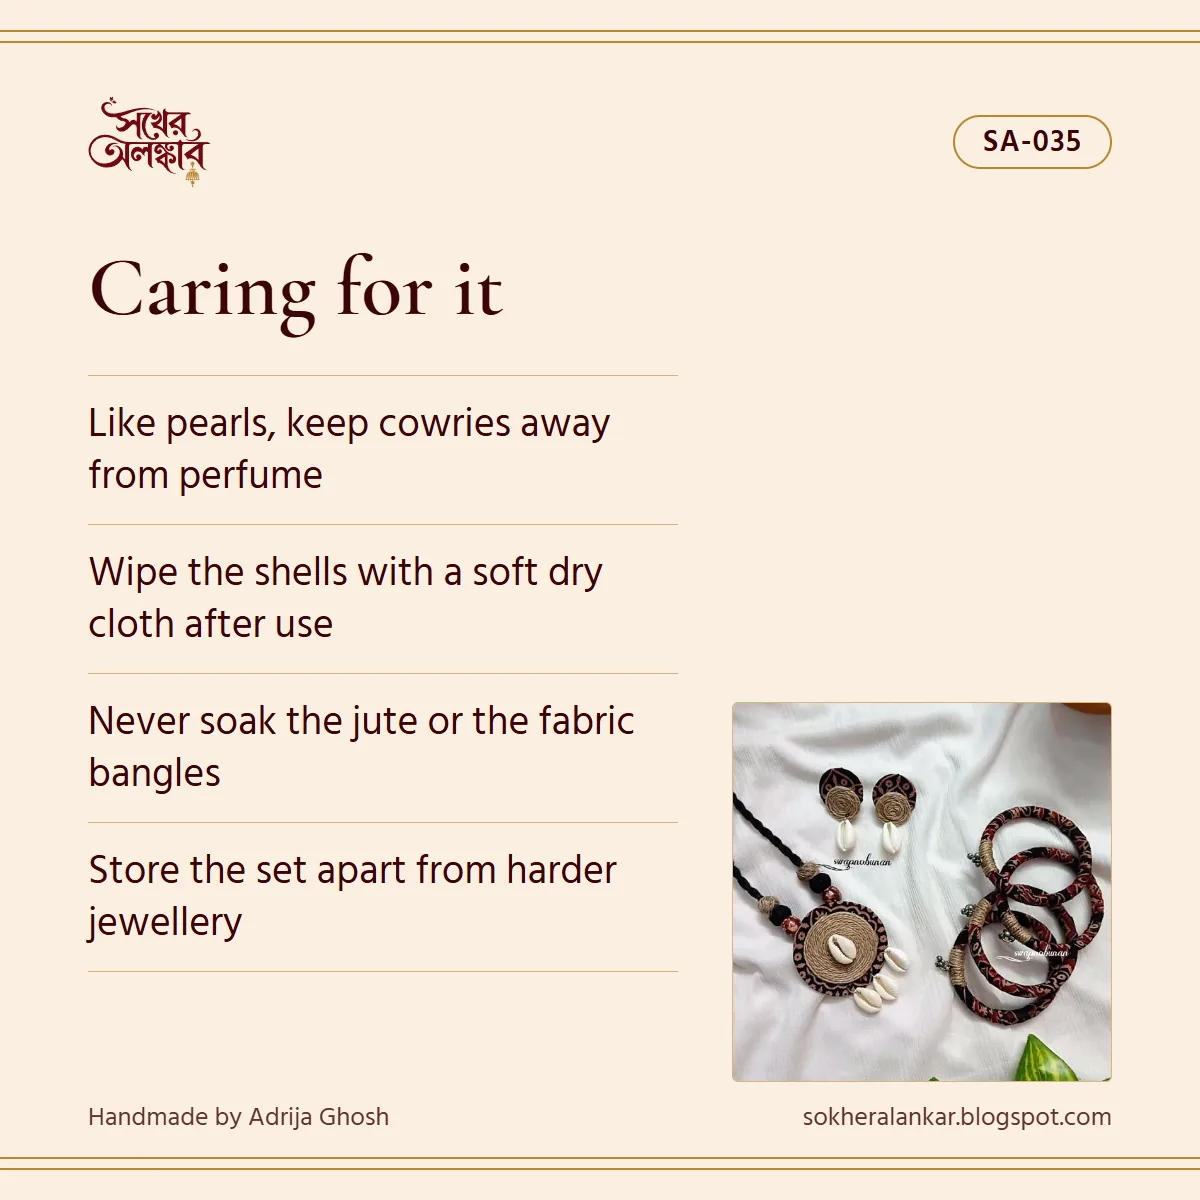 সখের
অলঙ্কার
SA-035
Caring for it
Like pearls, keep cowries away
from perfume
Wipe the shells with a soft dry
cloth after use
Never soak the jute or the fabric
bangles
Store the set apart from harder
jewellery
swapnobunan
swapnobunan
Handmade by Adrija Ghosh
sokheralankar.blogspot.com